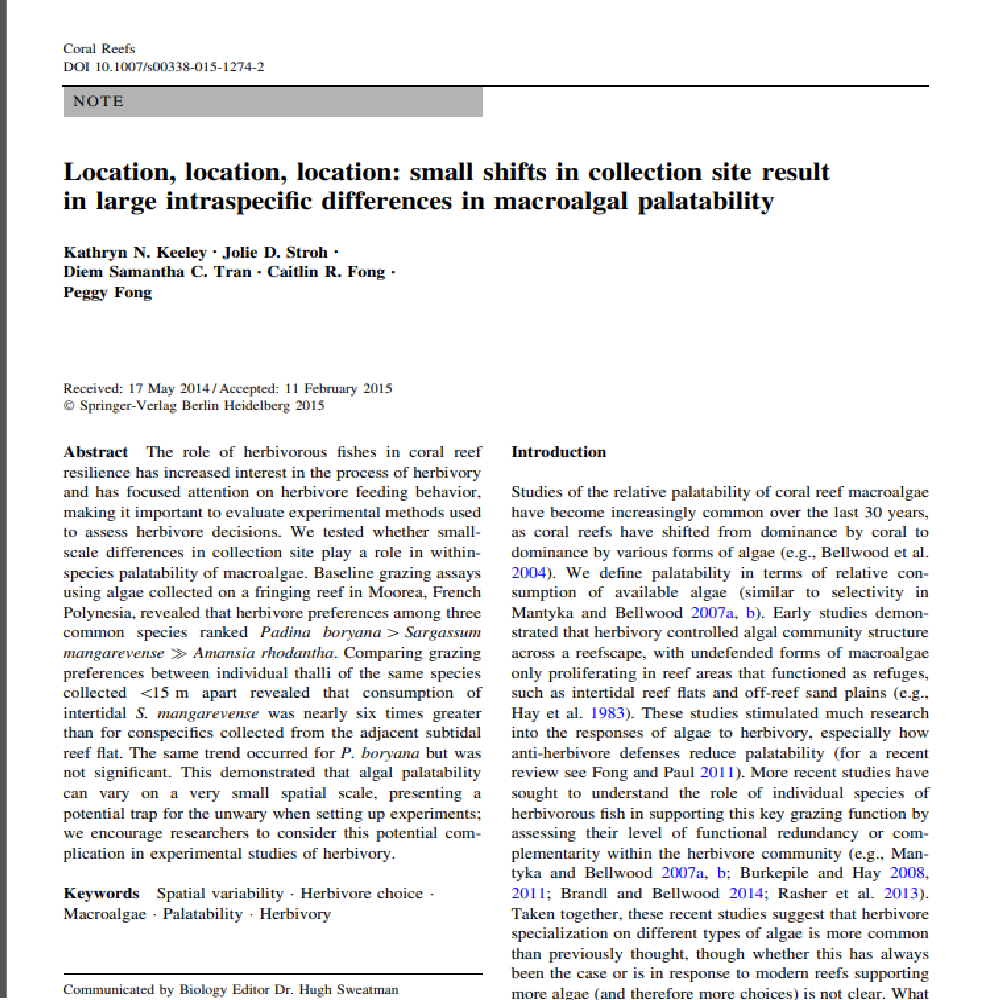 Coral Reefs
DOI 10.1007/s00338-015-1274-2
NOTE
Location, location, location: small shifts in collection site result
in large intraspecific differences in macroalgal palatability
Kathryn N. Keeley · Jolie D. Stroh ·
Diem Samantha C. Tran · Caitlin R. Fong ·
Peggy Fong
Received: 17 May 2014 / Accepted: 11 February 2015
© Springer-Verlag Berlin Heidelberg 2015
Abstract The role of herbivorous fishes in coral reef
resilience has increased interest in the process of herbivory
and has focused attention on herbivore feeding behavior,
making it important to evaluate experimental methods used
to assess herbivore decisions. We tested whether small-
scale differences in collection site play a role in within-
species palatability of macroalgae. Baseline grazing assays
using algae collected on a fringing reef in Moorea, French
Polynesia, revealed that herbivore preferences among three
common species ranked Padina boryana > Sargassum
mangarevense ≫ Amansia rhodantha. Comparing grazing
preferences between individual thalli of the same species
collected <15 m apart revealed that consumption of
intertidal S. mangarevense was nearly six times greater
than for conspecifics collected from the adjacent subtidal
reef flat. The same trend occurred for P. boryana but was
not significant. This demonstrated that algal palatability
can vary on a very small spatial scale, presenting a
potential trap for the unwary when setting up experiments;
we encourage researchers to consider this potential com-
plication in experimental studies of herbivory.
Keywords Spatial variability · Herbivore choice ·
Macroalgae · Palatability · Herbivory
Communicated by Biology Editor Dr. Hugh Sweatman
Introduction
Studies of the relative palatability of coral reef macroalgae
have become increasingly common over the last 30 years,
as coral reefs have shifted from dominance by coral to
dominance by various forms of algae (e.g., Bellwood et al.
2004). We define palatability in terms of relative con-
sumption of available algae (similar to selectivity in
Mantyka and Bellwood 2007a, b). Early studies demon-
strated that herbivory controlled algal community structure
across a reefscape, with undefended forms of macroalgae
only proliferating in reef areas that functioned as refuges,
such as intertidal reef flats and off-reef sand plains (e.g.,
Hay et al. 1983). These studies stimulated much research
into the responses of algae to herbivory, especially how
anti-herbivore defenses reduce palatability (for a recent
review see Fong and Paul 2011). More recent studies have
sought to understand the role of individual species of
herbivorous fish in supporting this key grazing function by
assessing their level of functional redundancy or com-
plementarity within the herbivore community (e.g., Man-
tyka and Bellwood 2007a, b; Burkepile and Hay 2008,
2011; Brandl and Bellwood 2014; Rasher et al. 2013).
Taken together, these recent studies suggest that herbivore
specialization on different types of algae is more common
than previously thought, though whether this has always
been the case or is in response to modern reefs supporting
more algae (and therefore more choices) is not clear. What